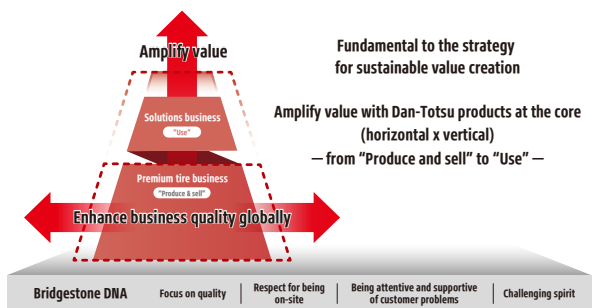 Amplify value
Solutions business
"Use"
Premium tire business
"Produce & sell"
Enhance business quality globally
Fundamental to the strategy
for sustainable value creation
Amplify value with Dan-Totsu products at the core
(horizontal x vertical)
— from “Produce and sell” to “Use” —
Bridgestone DNA
Focus on quality
Respect for being
on-site
Being attentive and supportive
of customer problems
Challenging spirit